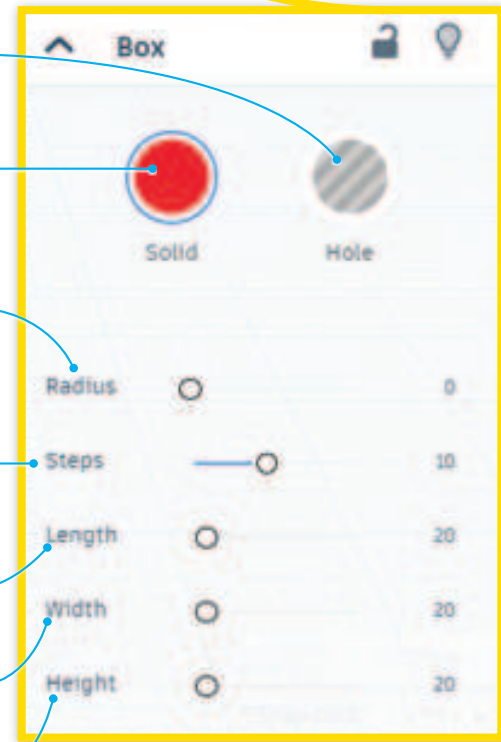 Box
Solid Hole
Radius 0
Steps 10
Length 20
Width 20
Height 20